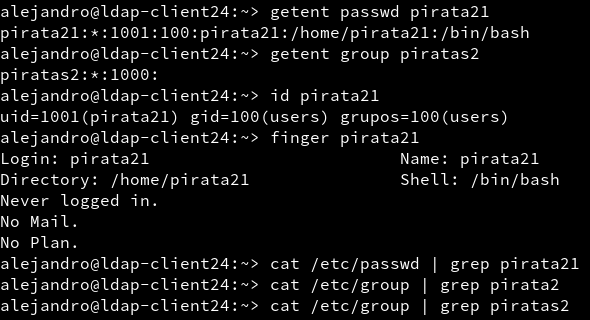 alejandro@ldap-client24:~> getent passwd pirata21
pirata21:*:1001:100:pirata21:/home/pirata21:/bin/bash
alejandro@ldap-client24:~> getent group piratas2
piratas2:*:1000:
alejandro@ldap-client24:~> id pirata21
uid=1001(pirata21) gid=100(users) grupos=100(users)
alejandro@ldap-client24:~> finger pirata21
Login: pirata21                         Name: pirata21
Directory: /home/pirata21               Shell: /bin/bash
Never logged in.
No Mail.
No Plan.
alejandro@ldap-client24:~> cat /etc/passwd | grep pirata21
alejandro@ldap-client24:~> cat /etc/group | grep pirata2
alejandro@ldap-client24:~> cat /etc/group | grep piratas2